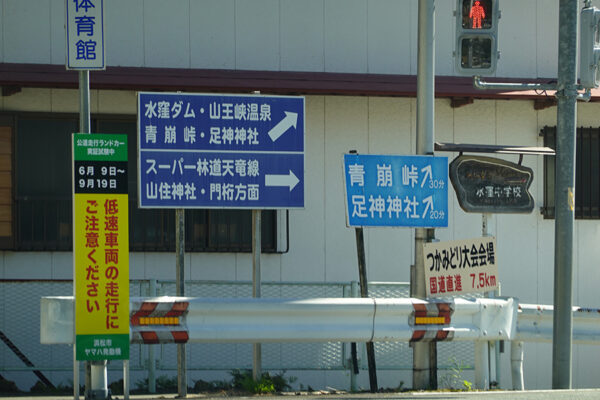 体育館
水窪ダム・山王峡温泉
青崩峠・足神神社
スーパー林道天竜線
山住神社・門桁方面
公道走行ランドカー
実証試験中
6月 9日〜
9月19日
低速車両の走行に
ご注意ください
浜松市
ヤマハ発動機
青崩峠 30分
足神神社 20分
水窪小学校
つかみどり大会会場
国道直進 7.5km